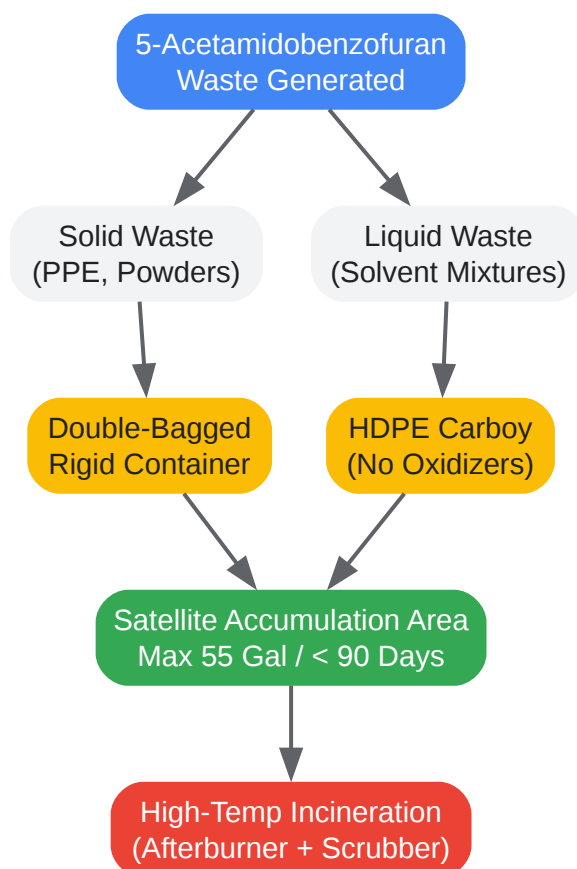 5-Acetamidobenzofuran
Waste Generated
Solid Waste
(PPE, Powders)
Liquid Waste
(Solvent Mixtures)
Double-Bagged
Rigid Container
HDPE Carboy
(No Oxidizers)
Satellite Accumulation Area
Max 55 Gal / < 90 Days
High-Temp Incineration
(Afterburner + Scrubber)